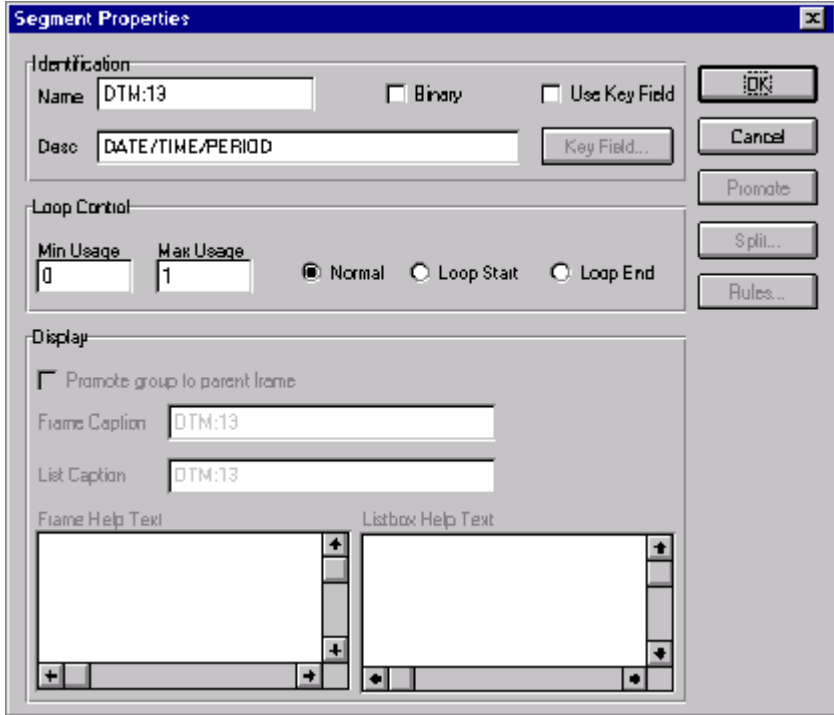 Segment Properties
Identification
Name DTM:13 Binary Use Key Field
Desc DATE/TIME/PERIOD Key Field...
OK
Cancel
Promote
Split...
Rules...
Loop Control
Min Usage Max Usage
0 1 Normal Loop Start Loop End
Display
Promote group to parent frame
Frame Caption DTM:13
List Caption DTM:13
Frame Help Text Listbox Help Text